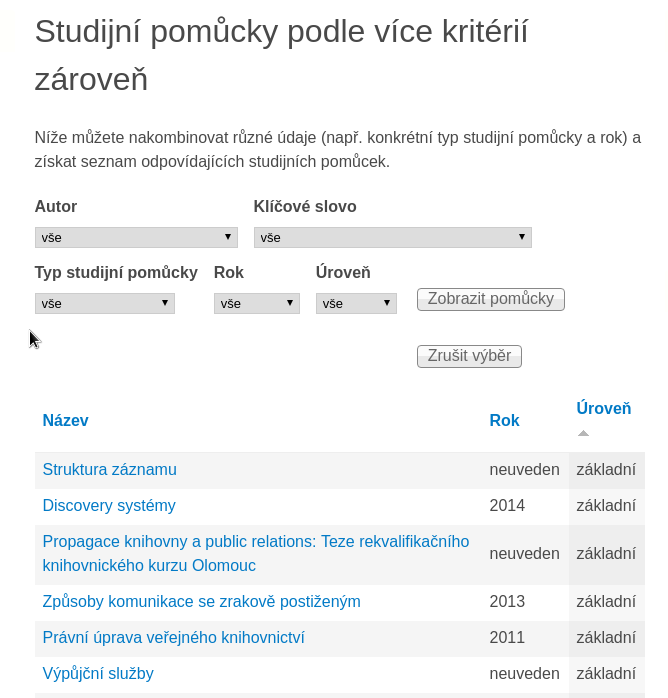 Studijní pomůcky podle více kritérií
zároveň
Níže můžete nakombinovat různé údaje (např. konkrétní typ studijní pomůcky a rok) a
získat seznam odpovídajících studijních pomůcek.
Autor Klíčové slovo
vše vše
Typ studijní pomůcky Rok Úroveň
vše vše vše Zobrazit pomůcky
Zrušit výběr
Název Rok Úroveň
Struktura záznamu neuveden základní
Discovery systémy 2014 základní
Propagace knihovny a public relations: Teze rekvalifikačního
knihovnického kurzu Olomouc neuveden základní
Způsoby komunikace se zrakově postiženým 2013 základní
Právní úprava veřejného knihovnictví 2011 základní
Výpůjční služby neuveden základní